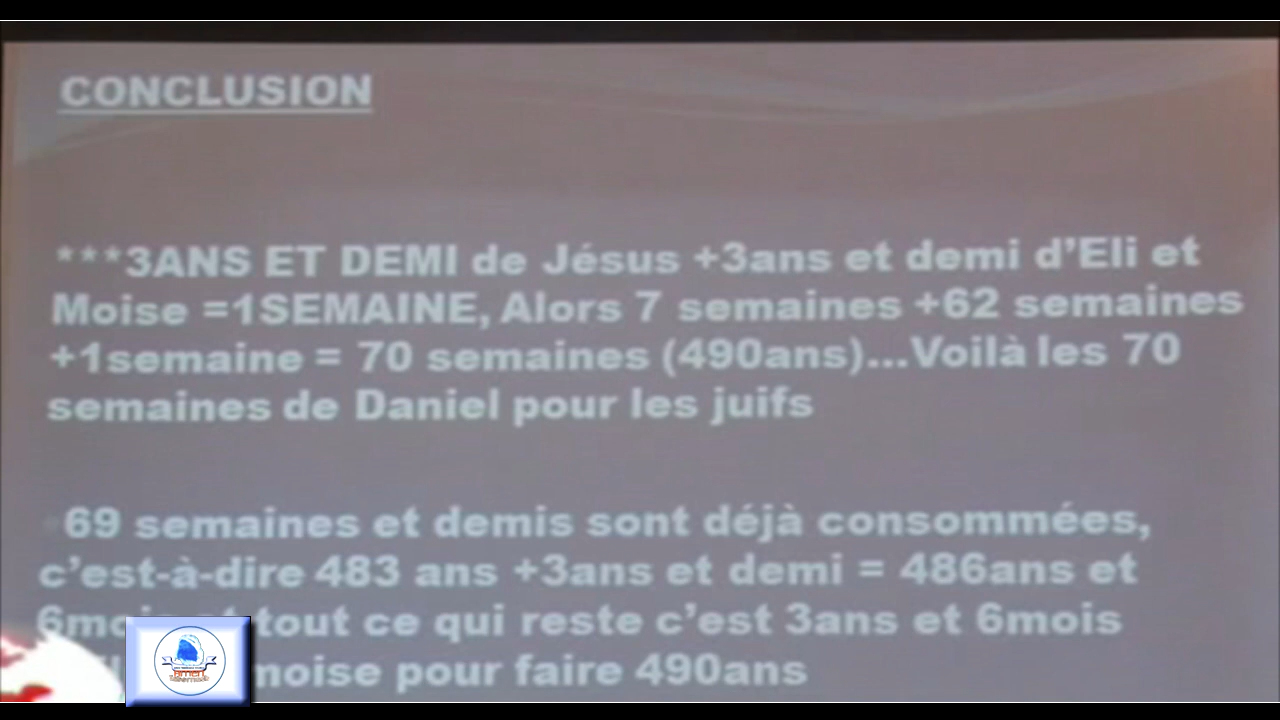 CONCLUSION
***3ANS ET DEMI de Jésus +3ans et demi d'Eli et
Moise =1SEMAINE, Alors 7 semaines +62 semaines
+1semaine = 70 semaines (490ans)...Voilà les 70
semaines de Daniel pour les juifs
69 semaines et demis sont déjà consommées,
c'est-à-dire 483 ans +3ans et demi = 486ans et
tout ce qui reste c'est 3ans et 6mois
moise pour faire 490ans